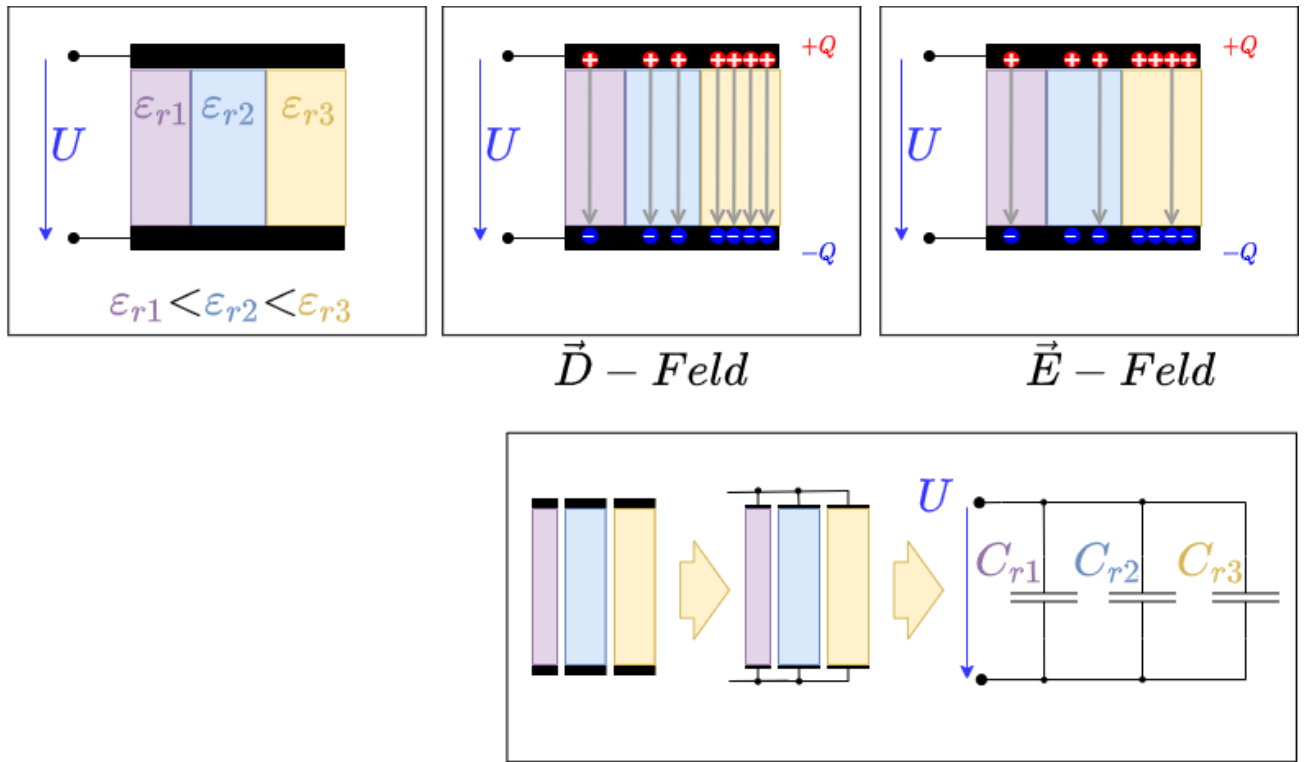 U
εr1 εr2 εr3
εr1<εr2<εr3
U
+ + + + + + +
+Q
− − − − − − −
−Q
D⃗ − Feld
U
+ + + + + + +
+Q
− − − − − − −
−Q
E⃗ − Feld
U
Cr1 Cr2 Cr3